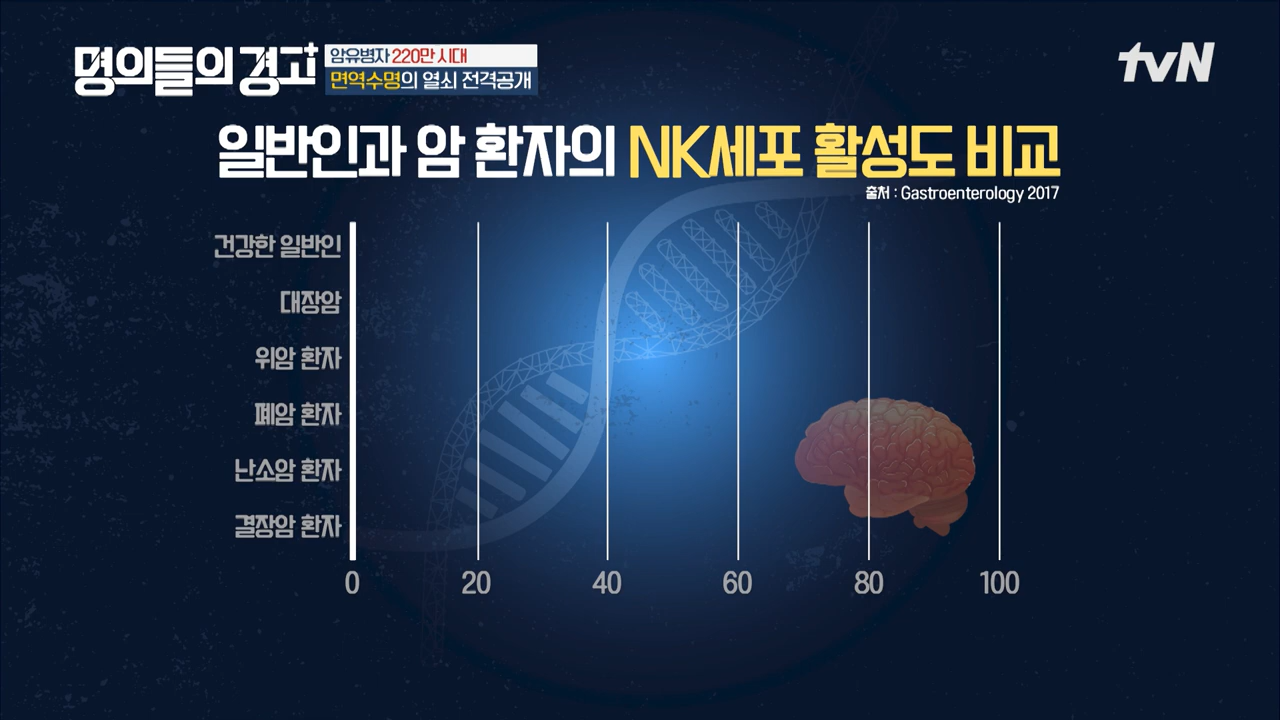 명의들의 경고+
암유병자 220만 시대
면역수명의 열쇠 전격공개
tvN
일반인과 암 환자의 NK세포 활성도 비교
출처 : Gastroenterology 2017
건강한 일반인
대장암
위암 환자
폐암 환자
난소암 환자
결장암 환자
0 20 40 60 80 100